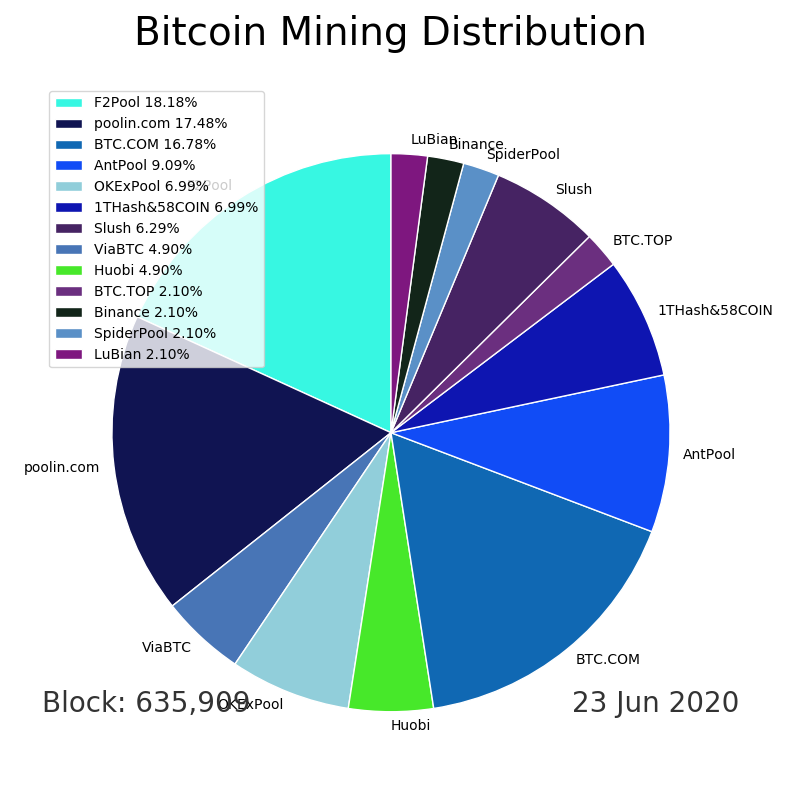 Bitcoin Mining Distribution
F2Pool 18.18%
poolin.com 17.48%
BTC.COM 16.78%
AntPool 9.09%
OKExPool 6.99%
1THash&58COIN 6.99%
Slush 6.29%
ViaBTC 4.90%
Huobi 4.90%
BTC.TOP 2.10%
Binance 2.10%
SpiderPool 2.10%
LuBian 2.10%
LuBian
Binance
SpiderPool
Slush
BTC.TOP
1THash&58COIN
AntPool
BTC.COM
Huobi
OKExPool
ViaBTC
poolin.com
F2Pool
Block: 635,909
23 Jun 2020